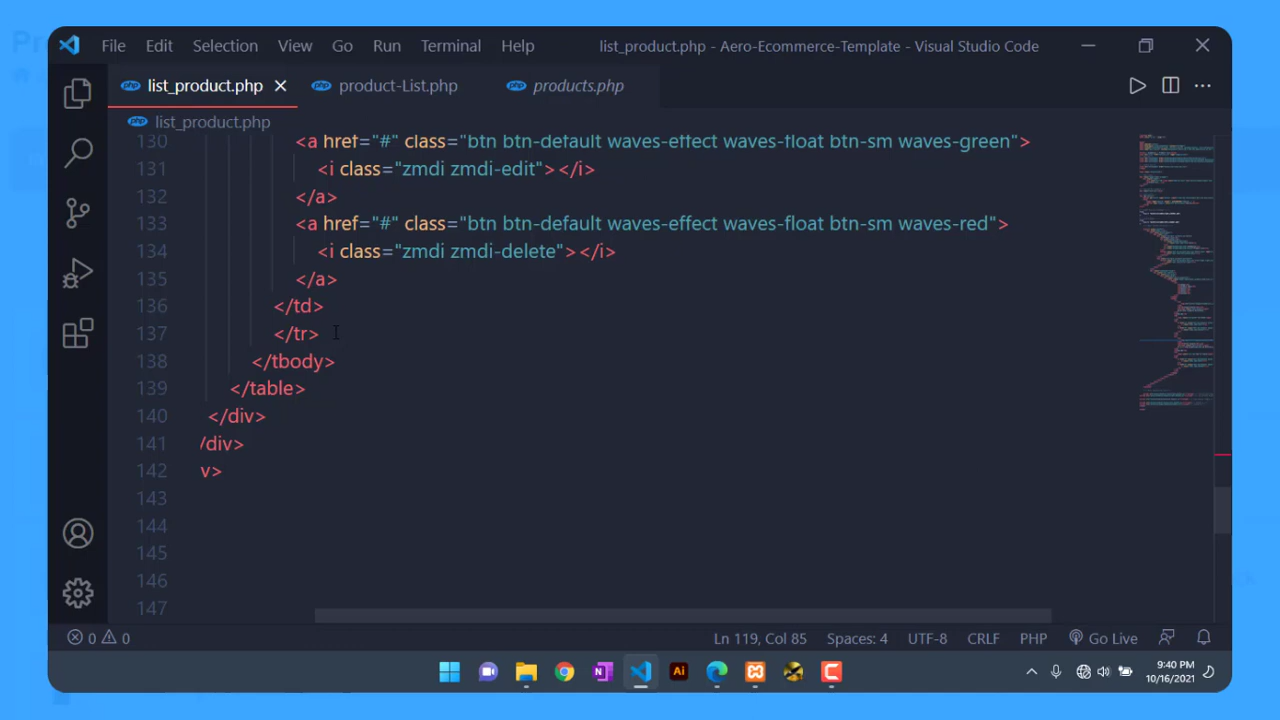 File Edit Selection View Go Run Terminal Help list_product.php - Aero-Ecommerce-Template - Visual Studio Code
php list_product.php php product-List.php php products.php
php list_product.php
130 <a href="#" class="btn btn-default waves-effect waves-float btn-sm waves-green">
131 <i class="zmdi zmdi-edit"></i>
132 </a>
133 <a href="#" class="btn btn-default waves-effect waves-float btn-sm waves-red">
134 <i class="zmdi zmdi-delete"></i>
135 </a>
136 </td>
137 </tr>
138 </tbody>
139 </table>
140 </div>
141 /div>
142 v>
143
144
145
146
147
0 0 Ln 119, Col 85 Spaces: 4 UTF-8 CRLF PHP Go Live
N Ai C
9:40 PM
10/16/2021